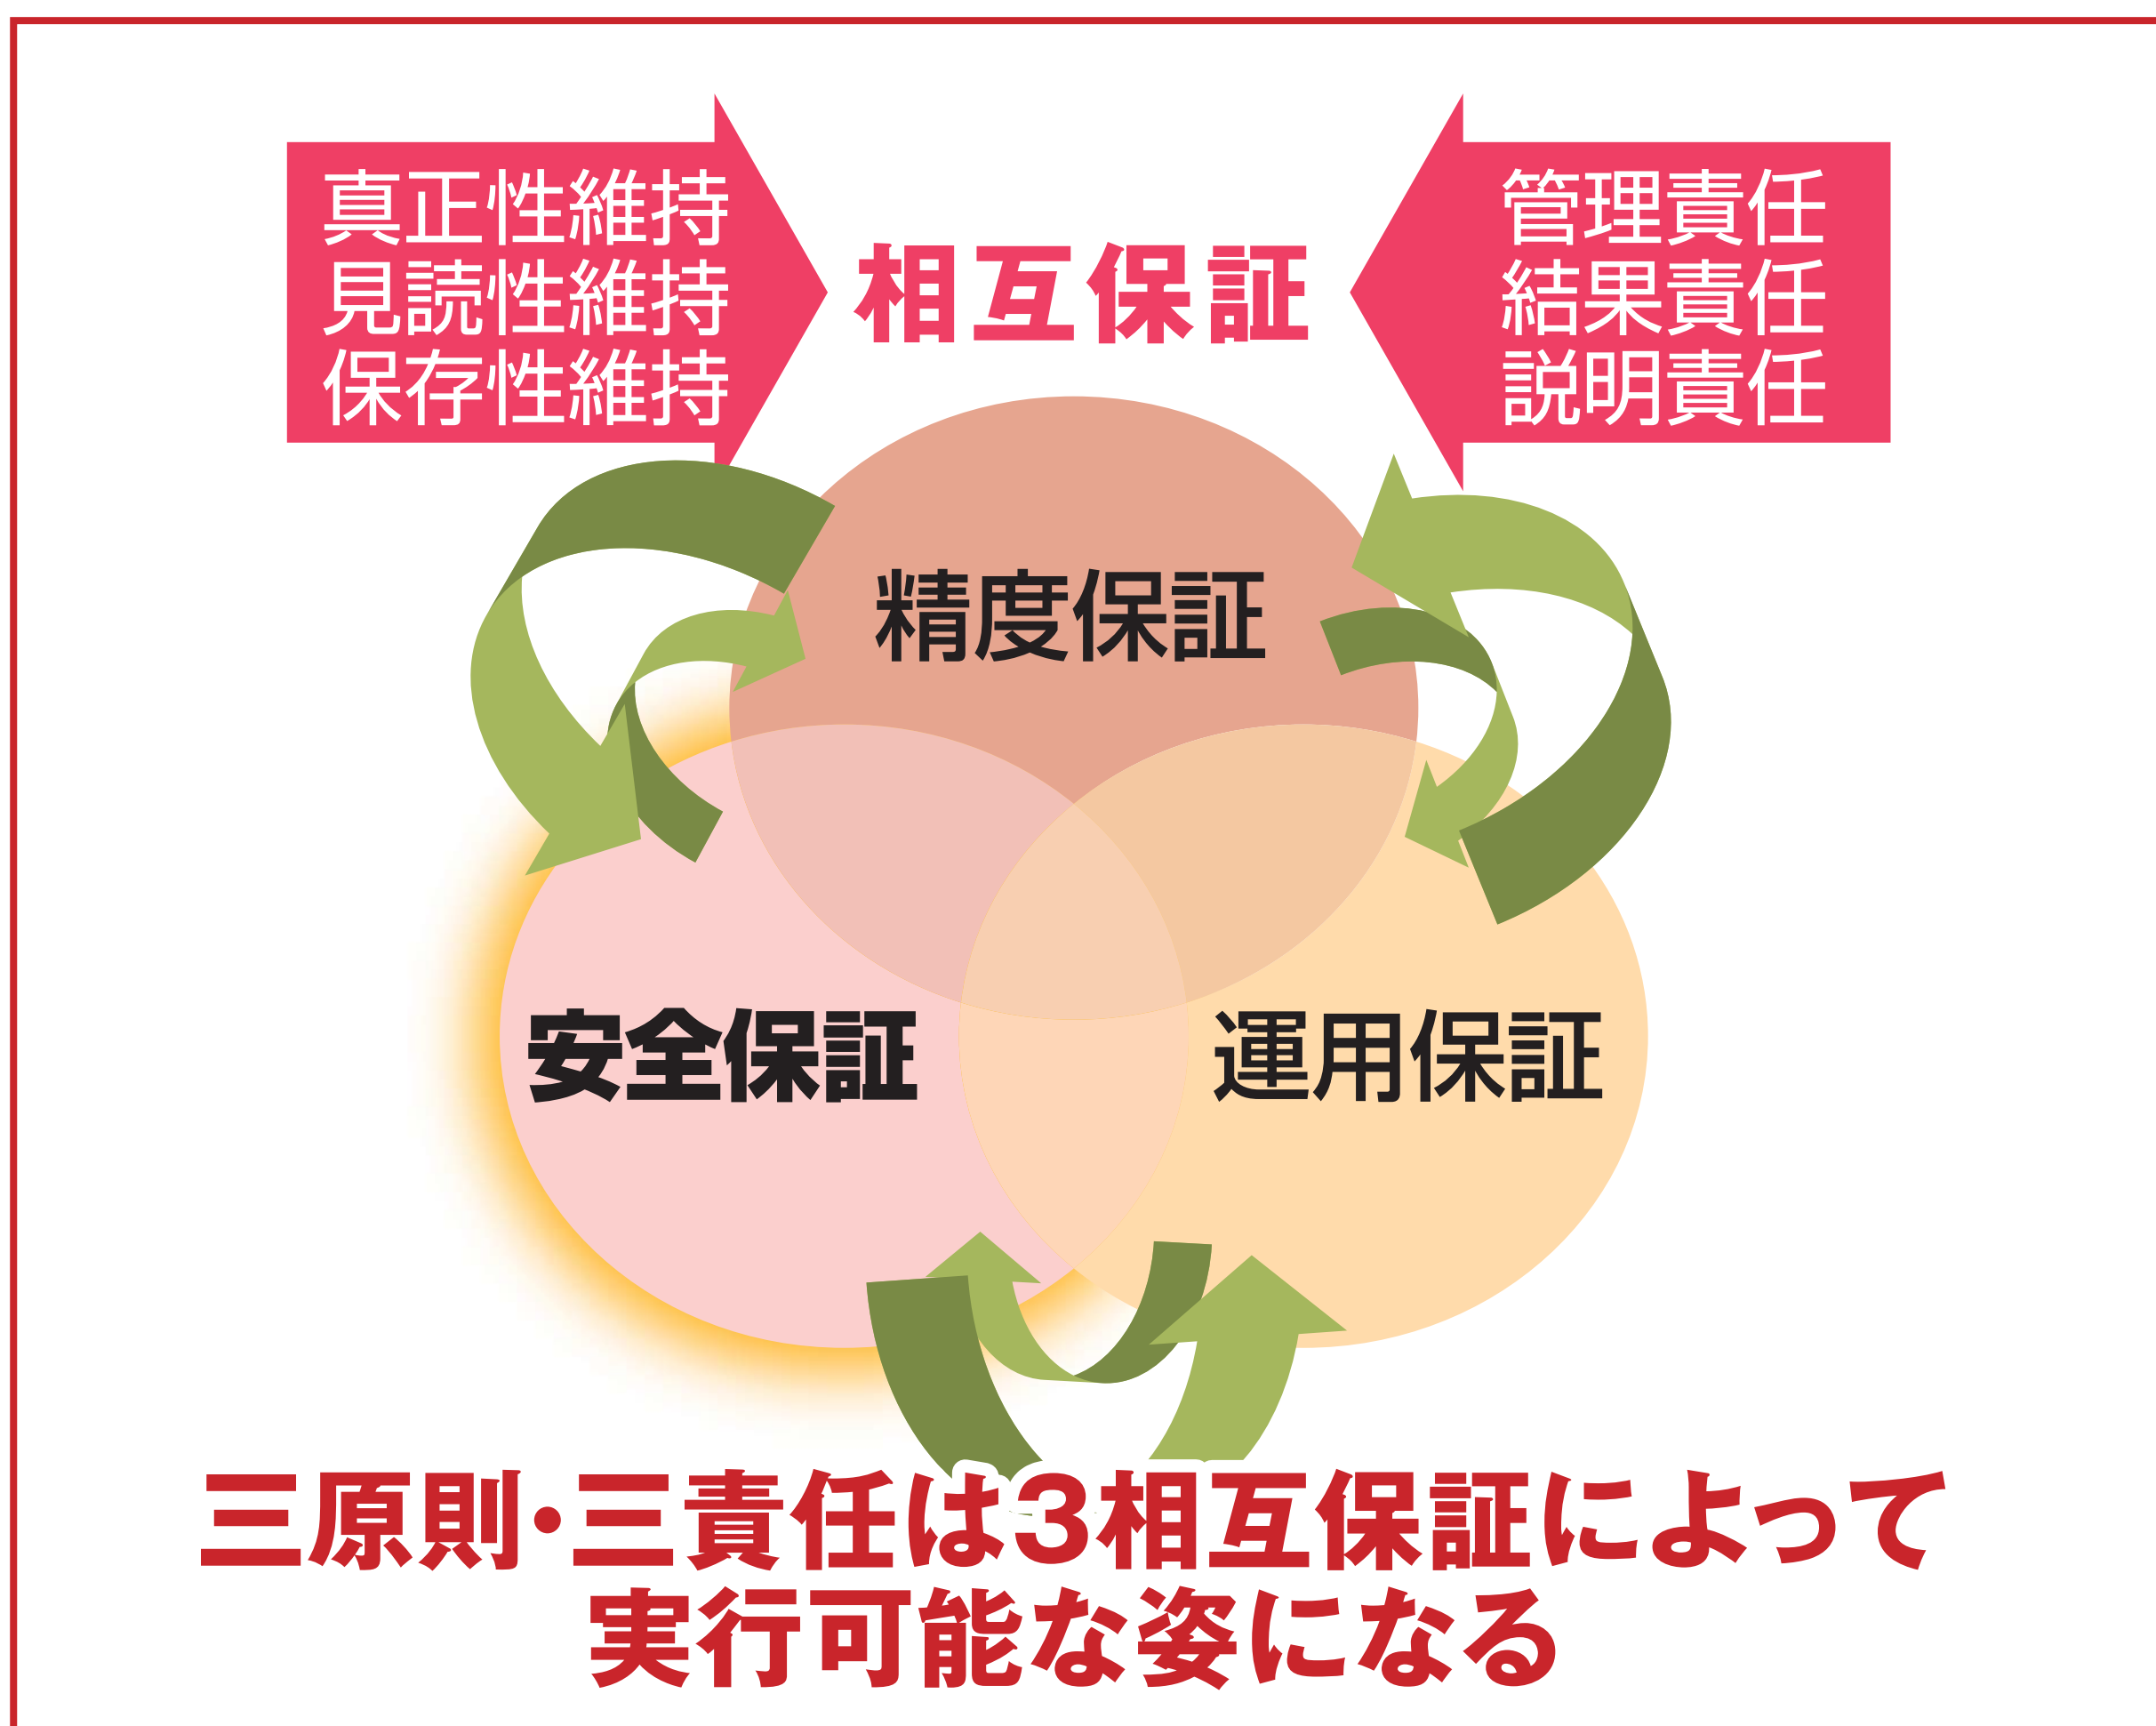 真正性維持
見読性維持
保存性維持
相互保証
管理責任
結果責任
説明責任
精度保証
安全保証
運用保証
三原則・三責任は3相互保証によって
実行可能な姿になる